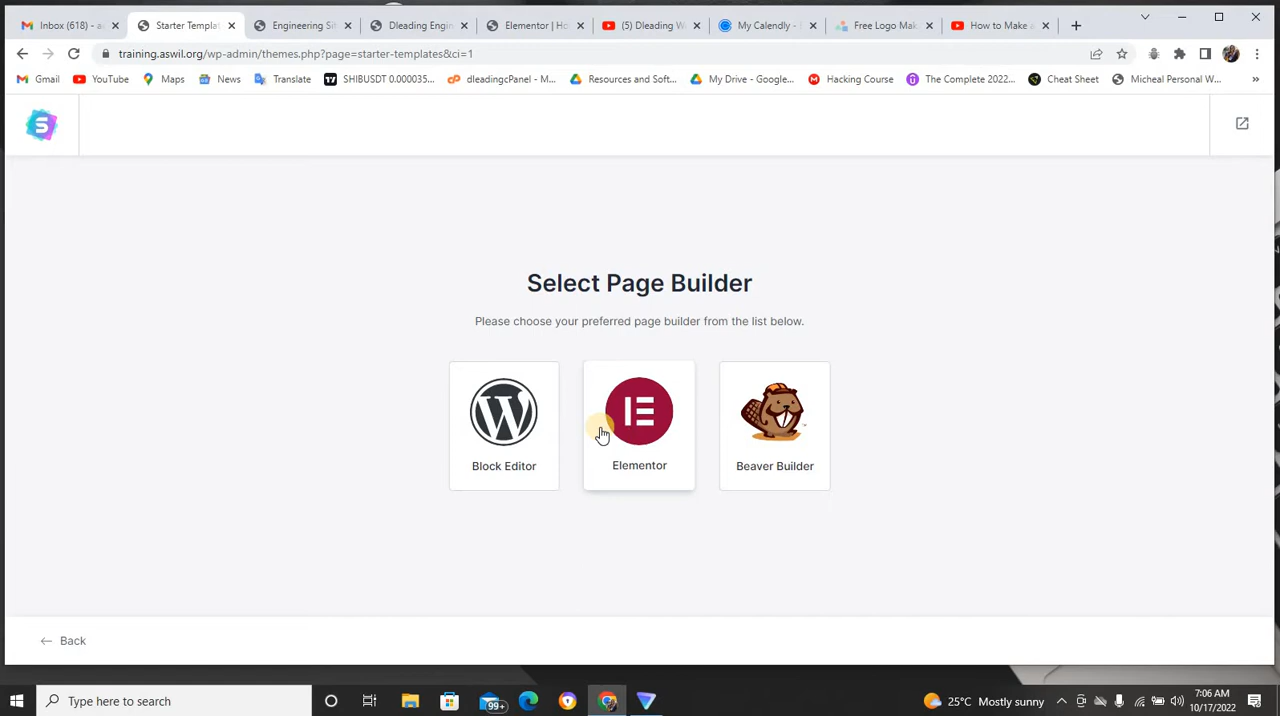 Inbox (618) - a
Starter Templat
Engineering Sit
Dleading Engin
Elementor | Ho
(5) Dleading W
My Calendly -
Free Logo Mak
How to Make a
training.aswil.org/wp-admin/themes.php?page=starter-templates&ci=1
Gmail
YouTube
Maps
News
Translate
SHIBUSDT 0.000035...
dleadingcPanel - M...
Resources and Soft...
My Drive - Google...
Hacking Course
The Complete 2022...
Cheat Sheet
Micheal Personal W...
Select Page Builder
Please choose your preferred page builder from the list below.
Block Editor
Elementor
Beaver Builder
Back
Type here to search
99+
25°C Mostly sunny
7:06 AM
10/17/2022